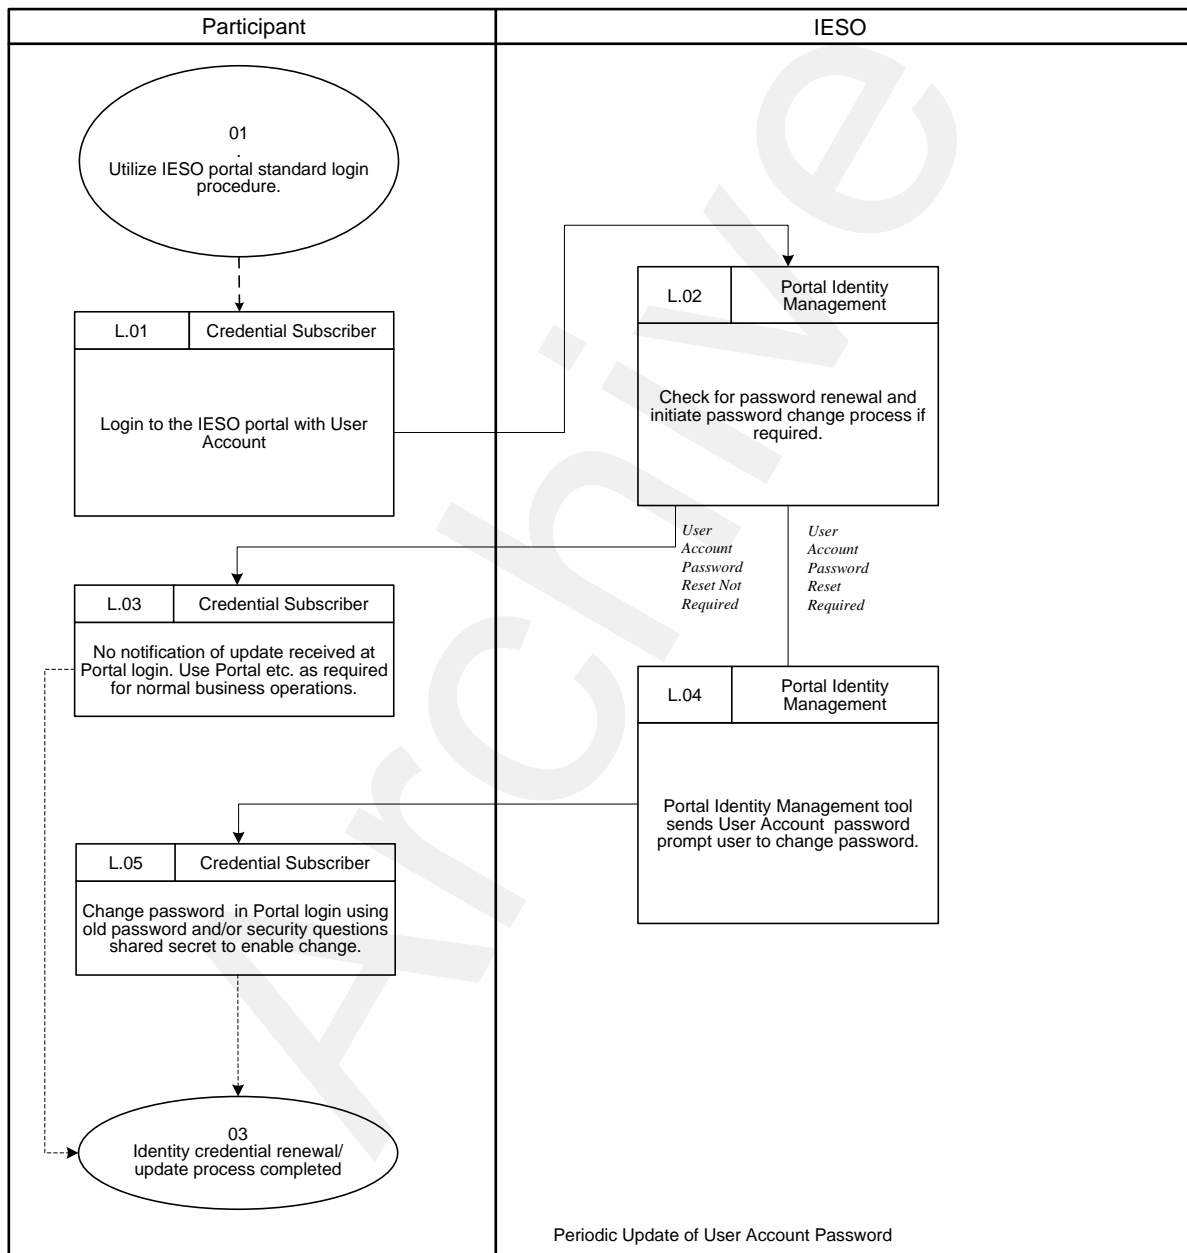 Participant
IESO
01
.
Utilize IESO portal standard login
procedure.
L.01
Credential Subscriber
Login to the IESO portal with User
Account
L.02
Portal Identity
Management
Check for password renewal and
initiate password change process if
required.
User
Account
Password
Reset Not
Required
User
Account
Password
Reset
Required
L.03
Credential Subscriber
No notification of update received at
Portal login. Use Portal etc. as required
for normal business operations.
L.04
Portal Identity
Management
Portal Identity Management tool
sends User Account  password
prompt user to change password.
L.05
Credential Subscriber
Change password  in Portal login using
old password and/or security questions
shared secret to enable change.
03
Identity credential renewal/
update process completed
Periodic Update of User Account Password
Archive